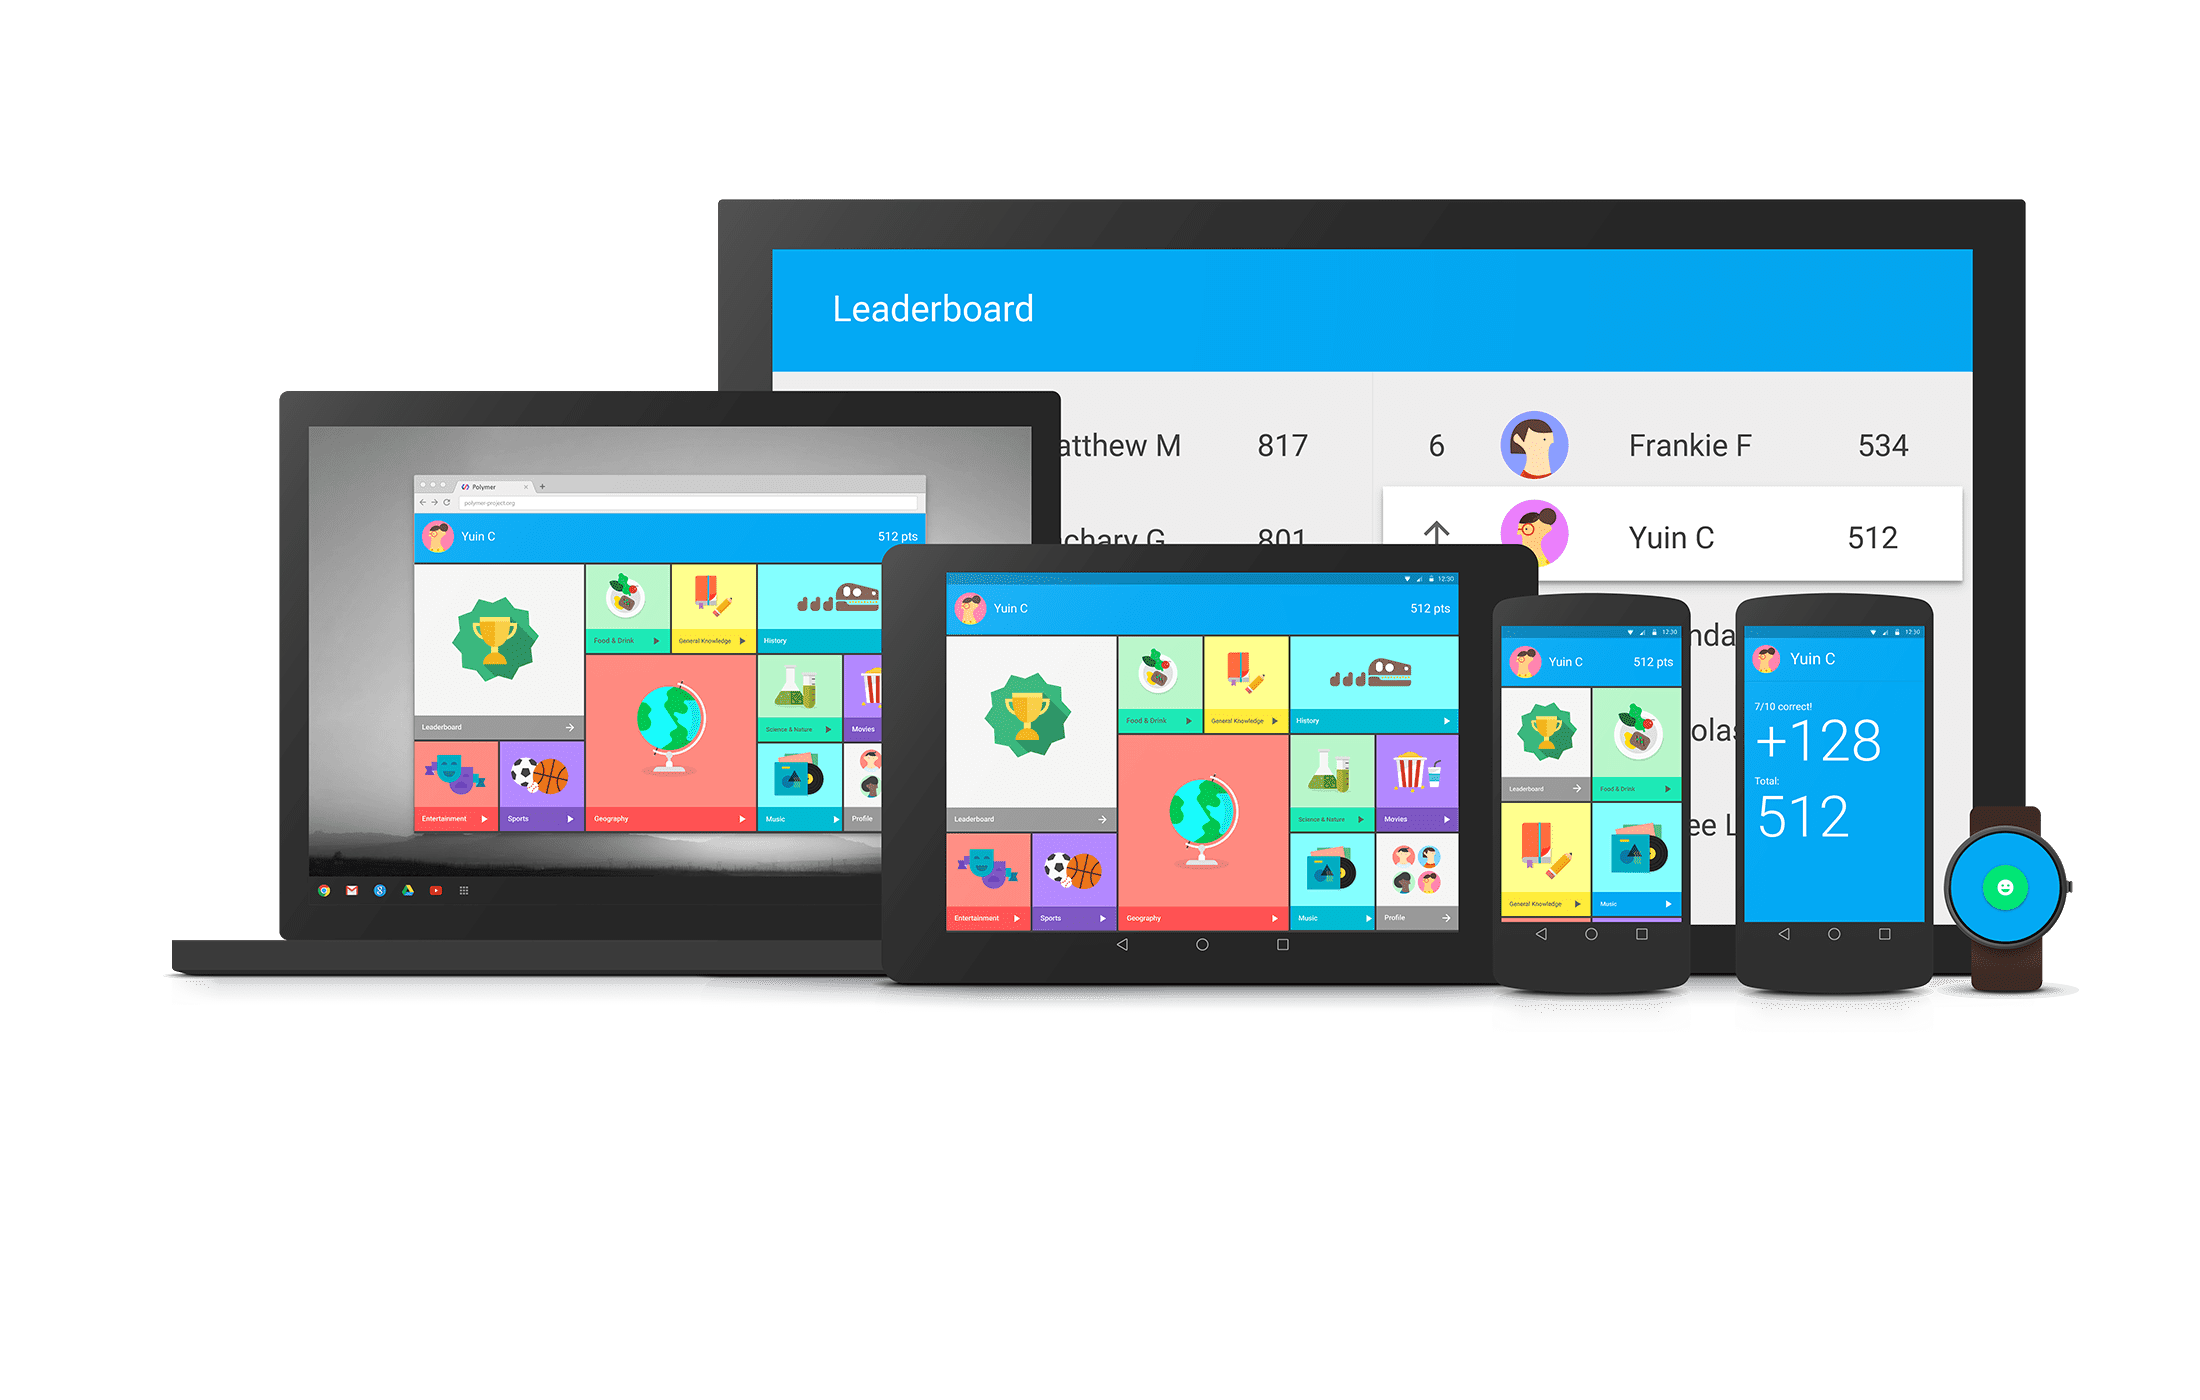 Leaderboard
atthew M 817
6 Frankie F 534
chary G 801
Yuin C 512
nda
olas
ee L
Polymer
polymer-project.org
Yuin C 512 pts
Food & Drink
General Knowledge
History
Leaderboard
Science & Nature
Movies
Entertainment
Sports
Geography
Music
Profile
12:30
Yuin C 512 pts
Food & Drink
General Knowledge
History
Leaderboard
Science & Nature
Movies
Entertainment
Sports
Geography
Music
Profile
12:30
Yuin C 512 pts
Leaderboard
Food & Drink
General Knowledge
Music
12:30
Yuin C
7/10 correct!
+128
Total:
512